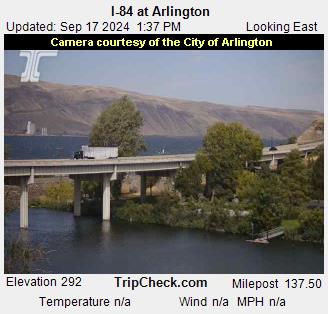 I-84 at Arlington
Updated: Sep 17 2024 1:37 PM Looking East
Camera courtesy of the City of Arlington
Elevation 292 TripCheck.com Milepost 137.50
Temperature n/a Wind n/a MPH n/a